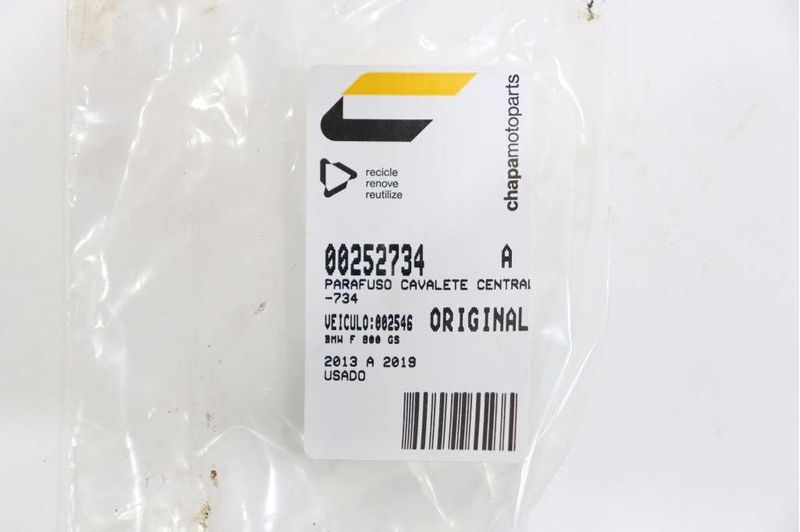 chapamotoparts
recicle
renove
reutilize
00252734 A
PARAFUSO CAVALETE CENTRAL
-734
VEICULO:002546 ORIGINAL
BMW F 800 GS
2013 A 2019
USADO